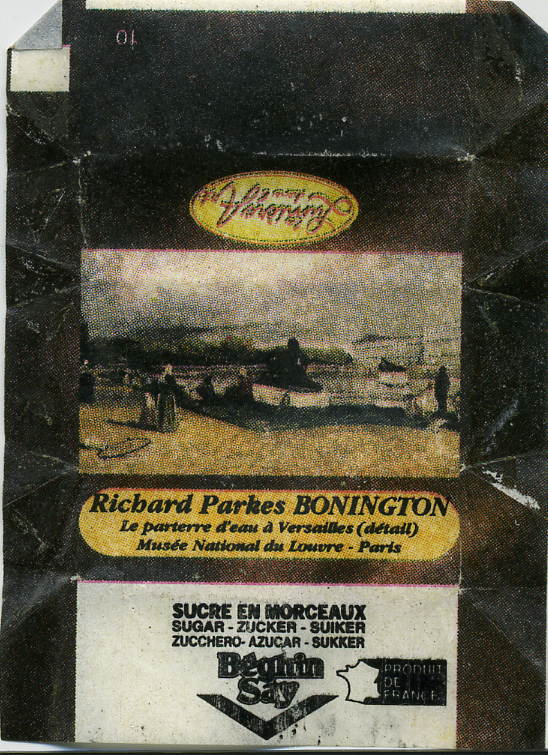 10
Richard Parkes BONINGTON
Le parterre d'eau à Versailles (détail)
Musée National du Louvre - Paris
SUCRE EN MORCEAUX
SUGAR - ZUCKER - SUIKER
ZUCCHERO - AZUCAR - SUKKER
Béghin
Say
PRODUIT
DE
FRANCE